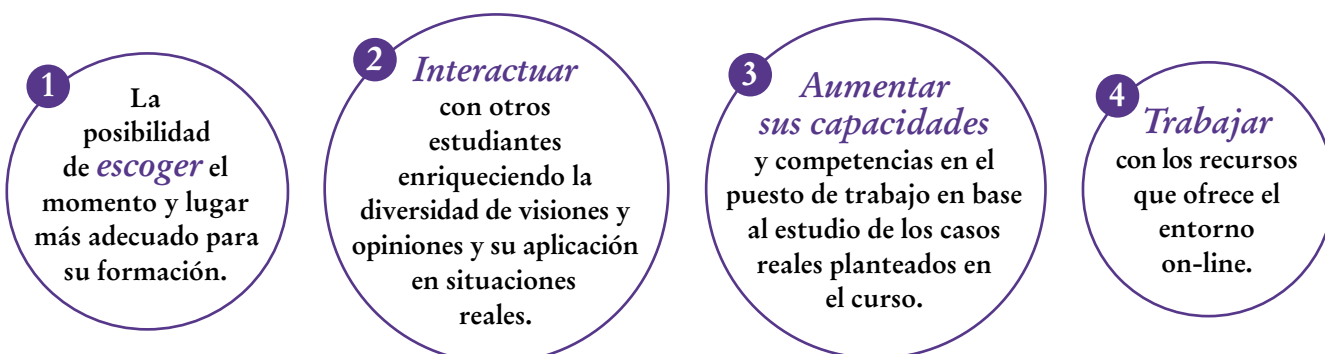 1
La
posibilidad
de escoger el
momento y lugar
más adecuado para
su formación.
2
Interactuar
con otros
estudiantes
enriqueciendo la
diversidad de visiones y
opiniones y su aplicación
en situaciones
reales.
3
Aumentar
sus capacidades
y competencias en el
puesto de trabajo en base
al estudio de los casos
reales planteados en
el curso.
4
Trabajar
con los recursos
que ofrece el
entorno
on-line.